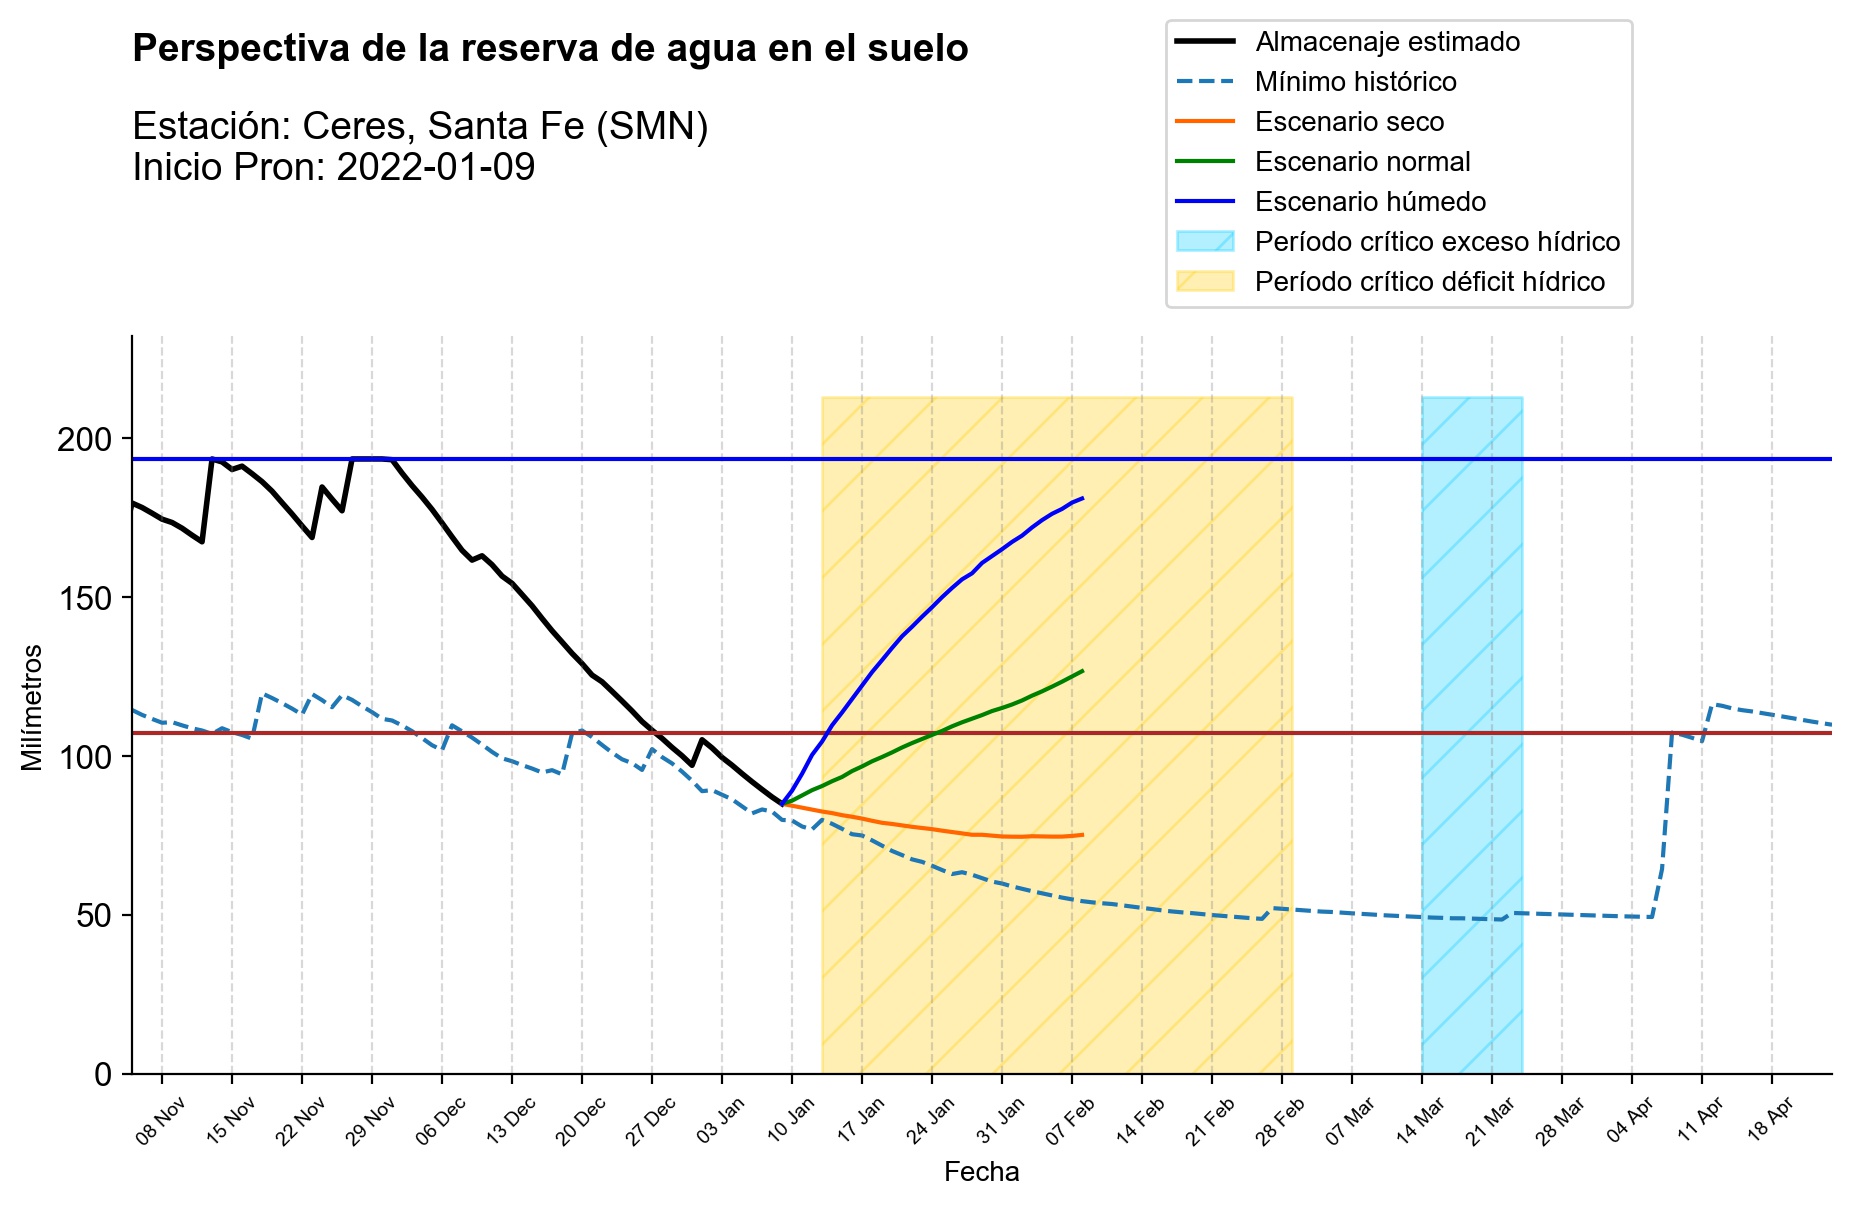 Perspectiva de la reserva de agua en el suelo
Estación: Ceres, Santa Fe (SMN)
Inicio Pron: 2022-01-09
Almacenaje estimado
Mínimo histórico
Escenario seco
Escenario normal
Escenario húmedo
Período crítico exceso hídrico
Período crítico déficit hídrico
200
150
100
50
0
Milímetros
08 Nov
15 Nov
22 Nov
29 Nov
06 Dec
13 Dec
20 Dec
27 Dec
03 Jan
10 Jan
17 Jan
24 Jan
31 Jan
07 Feb
14 Feb
21 Feb
28 Feb
07 Mar
14 Mar
21 Mar
28 Mar
04 Apr
11 Apr
18 Apr
Fecha